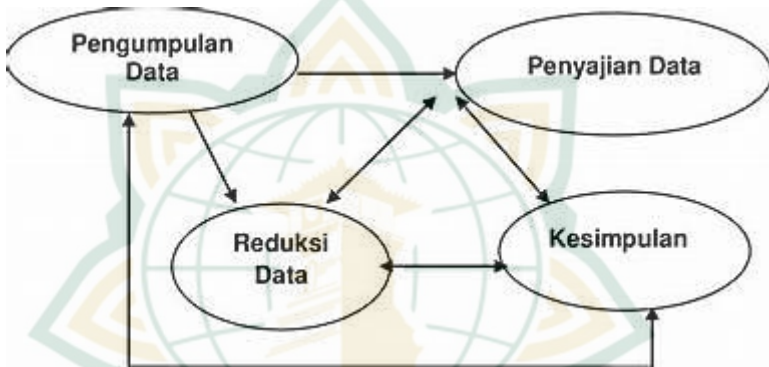 Pengumpulan
Data
Penyajian Data
Reduksi
Data
Kesimpulan